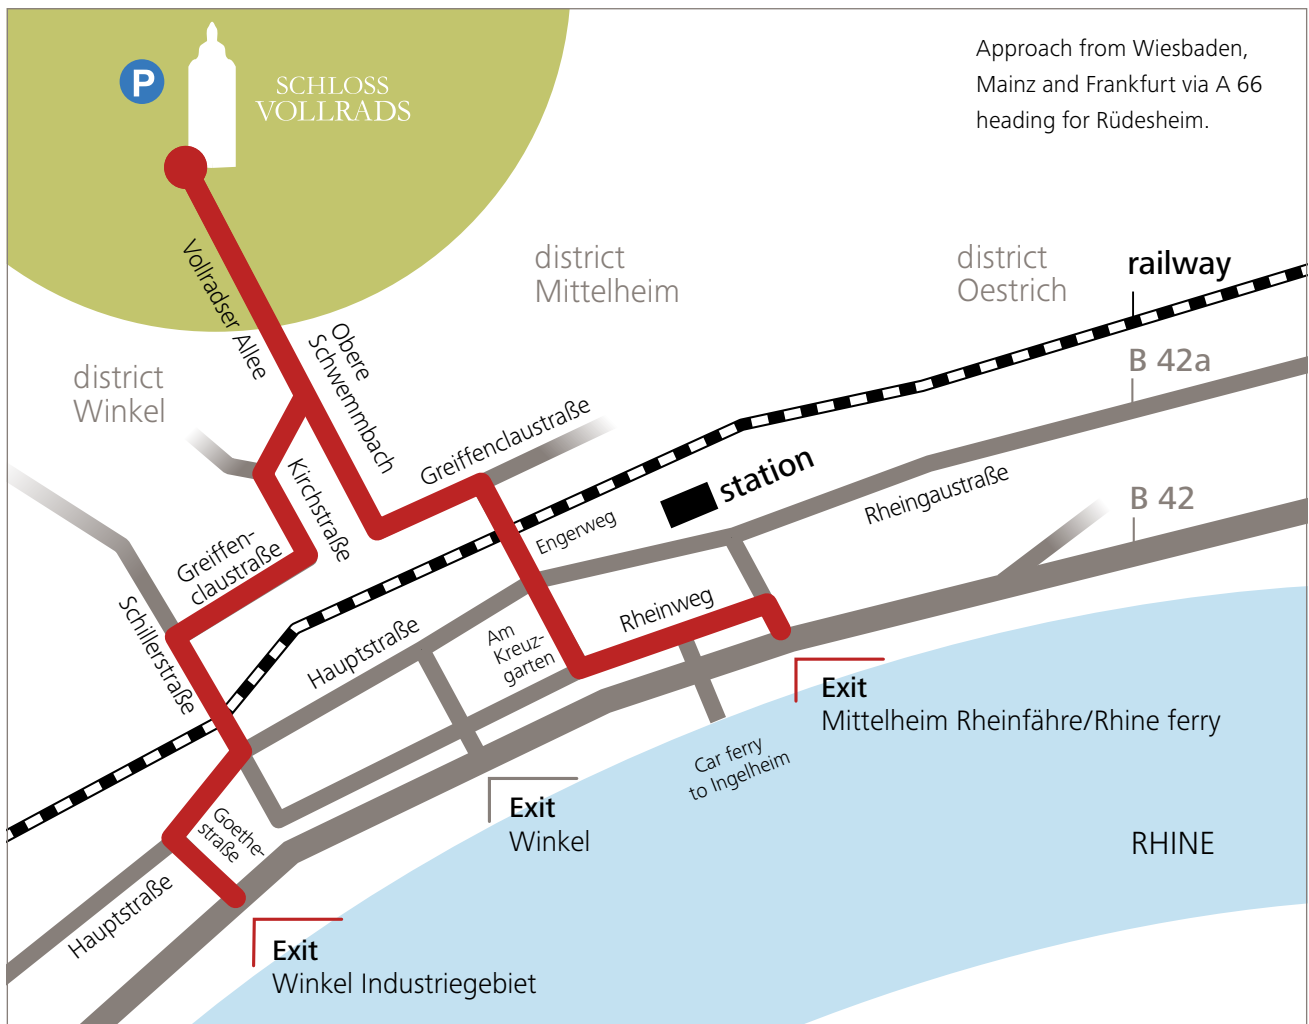 Approach from Wiesbaden,
Mainz and Frankfurt via A 66
heading for Rüdesheim.
P
SCHLOSS
VOLLRADS
district
Mittelheim
district
Oestrich
railway
B 42a
Vollradser Allee
Obere
Schwemmbach
district
Winkel
Greiffenclaustraße
station
Rheingaustraße
B 42
Kirchstraße
Engerweg
Greiffen-
claustraße
Schillerstraße
Rheinweg
Hauptstraße
Am
Kreuz-
garten
Exit
Mittelheim Rheinfähre/Rhine ferry
Car ferry
to Ingelheim
Exit
Winkel
RHINE
Goethe-
straße
Hauptstraße
Exit
Winkel Industriegebiet